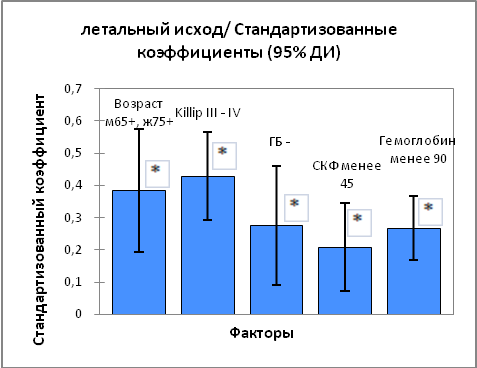 летальный исход/ Стандартизованные
коэффициенты (95% ДИ)
Стандартизованный коэффициент
0,7
0,6
0,5
0,4
0,3
0,2
0,1
0
Возраст
м65+, ж75+
Killip III - IV
ГБ -
СКФ менее
45
Гемоглобин
менее 90
*
*
*
*
*
Факторы